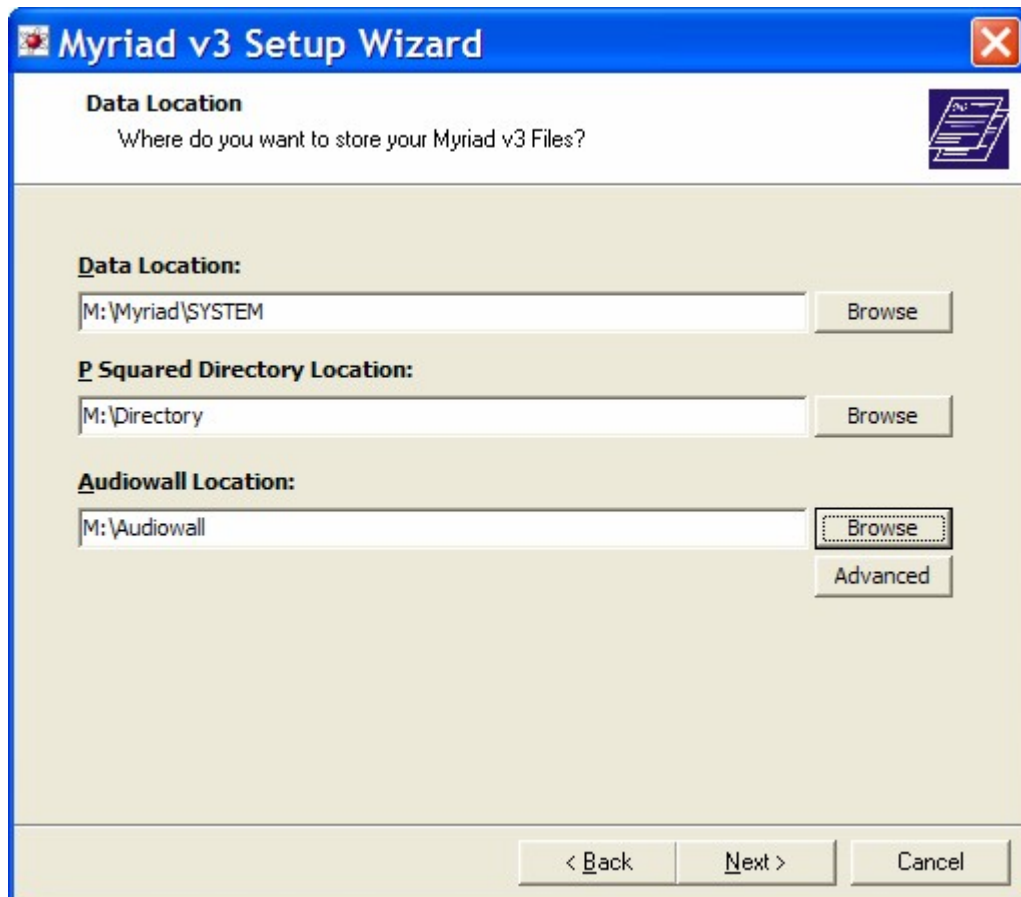 Myriad v3 Setup Wizard
Data Location
Where do you want to store your Myriad v3 Files?
Data Location:
M:\Myriad\SYSTEM
Browse
P Squared Directory Location:
M:\Directory
Browse
Audiowall Location:
M:\Audiowall
Browse
Advanced
< Back
Next >
Cancel